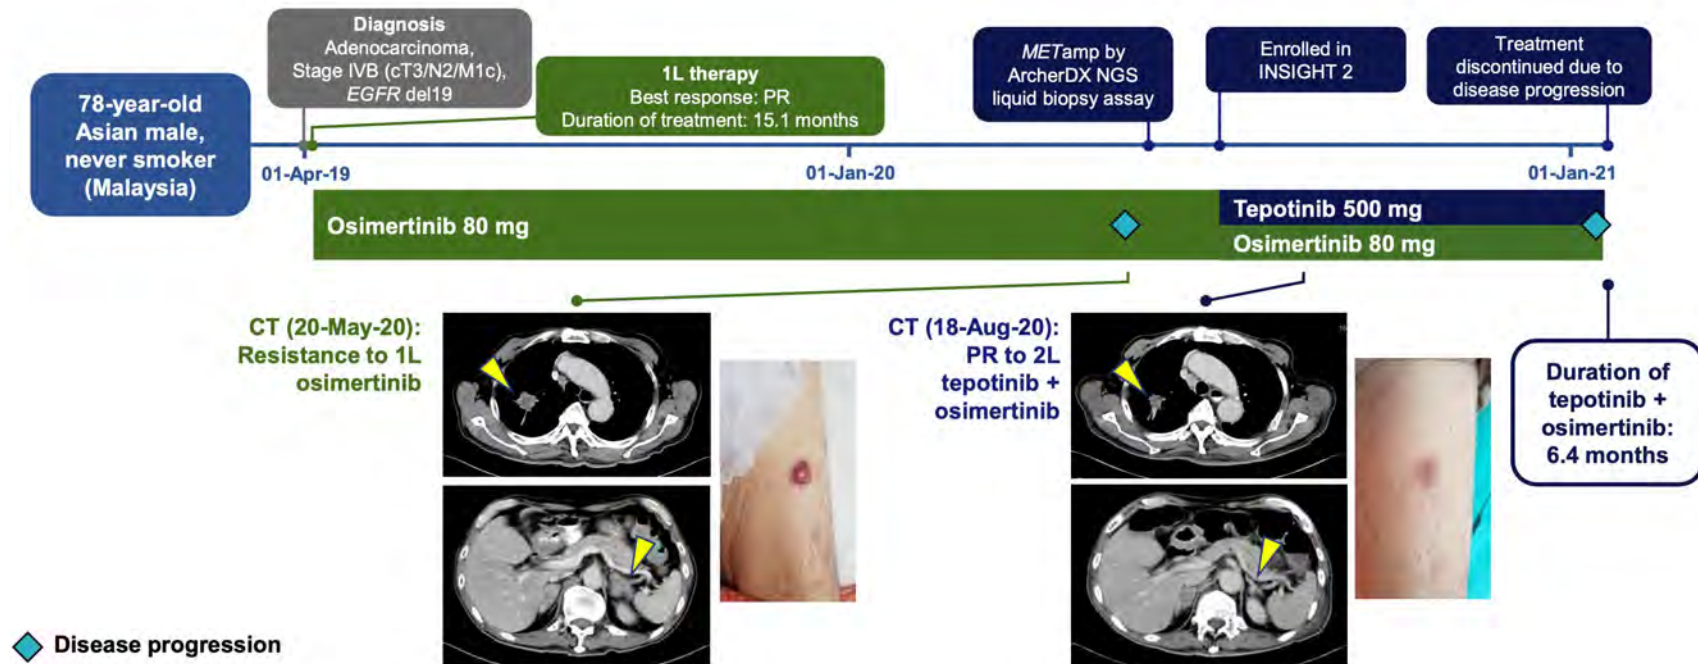 Diagnosis
Adenocarcinoma,
Stage IVB (cT3/N2/M1c),
EGFR del19
1L therapy
Best response: PR
Duration of treatment: 15.1 months
METamp by
ArcherDX NGS
liquid biopsy assay
Enrolled in
INSIGHT 2
Treatment
discontinued due to
disease progression
78-year-old
Asian male,
never smoker
(Malaysia)
01-Apr-19
01-Jan-20
01-Jan-21
Osimertinib 80 mg
Tepotinib 500 mg
Osimertinib 80 mg
CT (20-May-20):
Resistance to 1L
osimertinib
CT (18-Aug-20):
PR to 2L
tepotinib +
osimertinib
Duration of
tepotinib +
osimertinib:
6.4 months
Disease progression